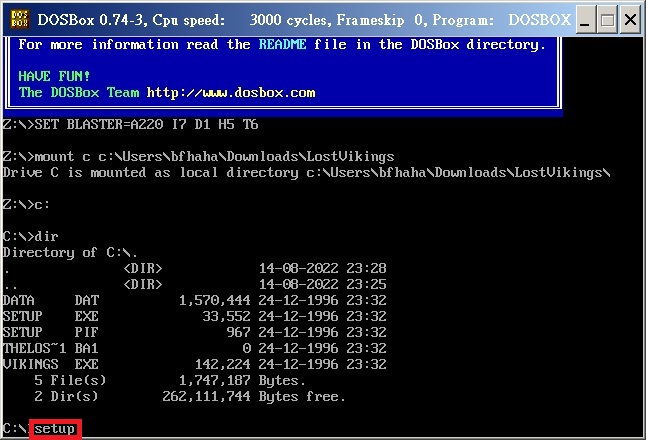 DOSBox 0.74-3, Cpu speed: 3000 cycles, Frameskip 0, Program: DOSBOX
For more information read the README file in the DOSBox directory.
HAVE FUN!
The DOSBox Team http://www.dosbox.com
Z:\>SET BLASTER=A220 I7 D1 H5 T6
Z:\>mount c c:\Users\bfhaha\Downloads\LostVikings
Drive C is mounted as local directory c:\Users\bfhaha\Downloads\LostVikings\
Z:\>c:
C:\>dir
Directory of C:\.
. <DIR> 14-08-2022 23:28
.. <DIR> 14-08-2022 23:25
DATA DAT 1,570,444 24-12-1996 23:32
SETUP EXE 33,552 24-12-1996 23:32
SETUP PIF 967 24-12-1996 23:32
THELOS~1 BA1 0 24-12-1996 23:32
VIKINGS EXE 142,224 24-12-1996 23:32
5 File(s) 1,747,187 Bytes.
2 Dir(s) 262,111,744 Bytes free.
C:\>setup